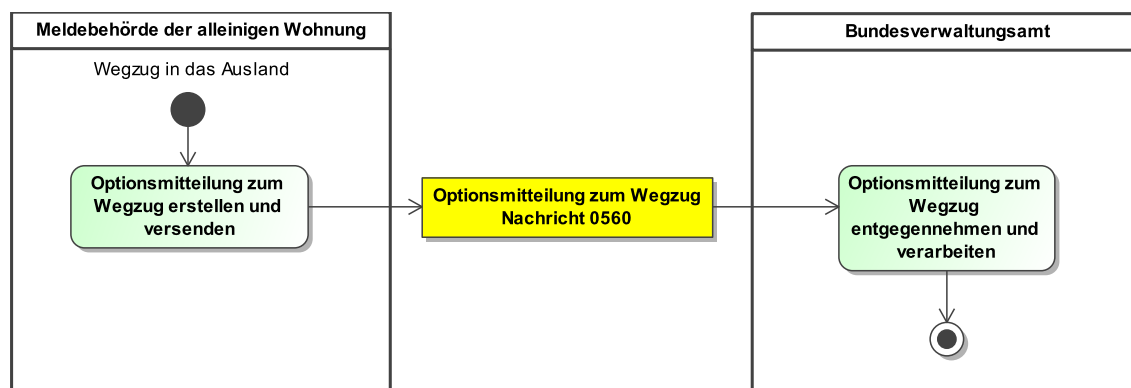 Meldebehörde der alleinigen Wohnung
Wegzug in das Ausland
Optionsmitteilung zum
Wegzug erstellen und
versenden
Optionsmitteilung zum Wegzug
Nachricht 0560
Bundesverwaltungsamt
Optionsmitteilung zum
Wegzug
entgegennehmen und
verarbeiten